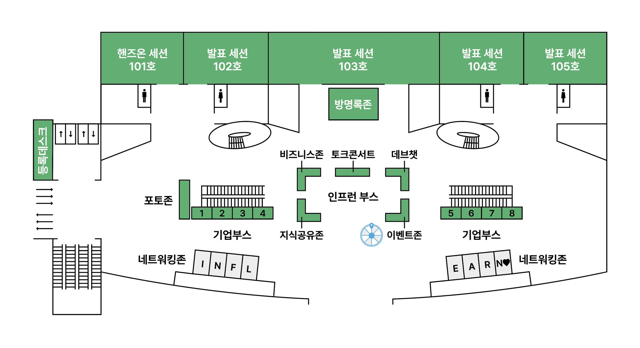 핸즈온 세션
101호
발표 세션
102호
발표 세션
103호
발표 세션
104호
발표 세션
105호
방명록존
등록데스크
비즈니스존
토크콘서트
데브챗
포토존
인프런 부스
1 2 3 4
5 6 7 8
기업부스
지식공유존
이벤트존
기업부스
네트워킹존
I N F L
E A R N
네트워킹존